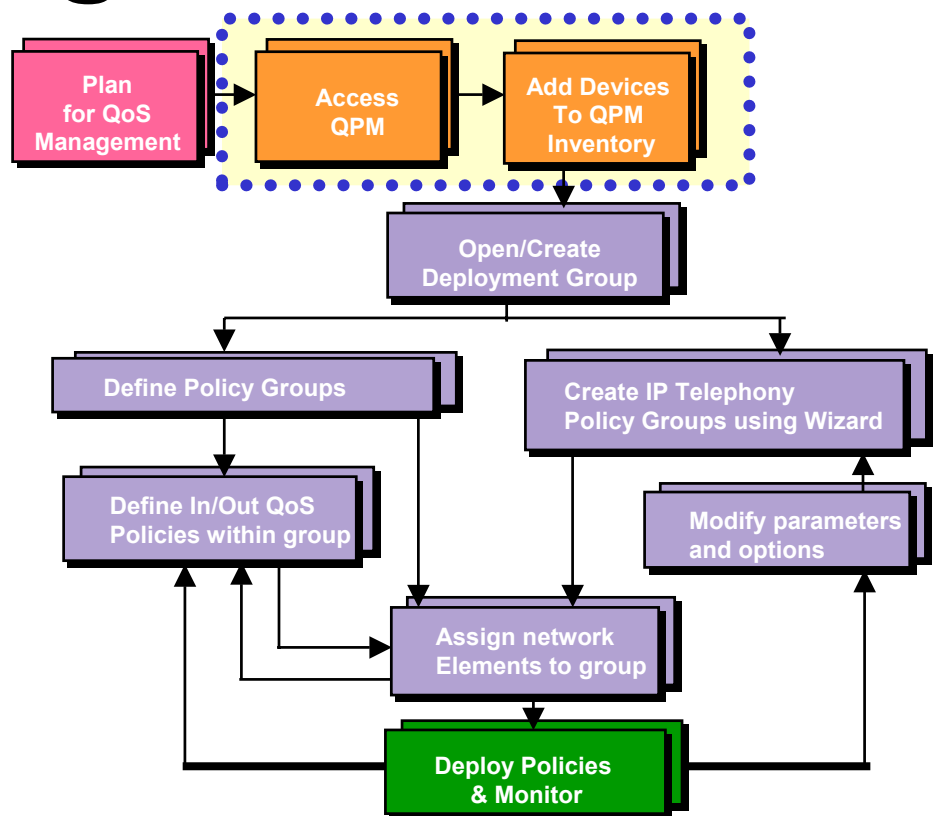 Plan
for QoS
Management
Access
QPM
Add Devices
To QPM
Inventory
Open/Create
Deployment Group
Define Policy Groups
Create IP Telephony
Policy Groups using Wizard
Define In/Out QoS
Policies within group
Modify parameters
and options
Assign network
Elements to group
Deploy Policies
& Monitor